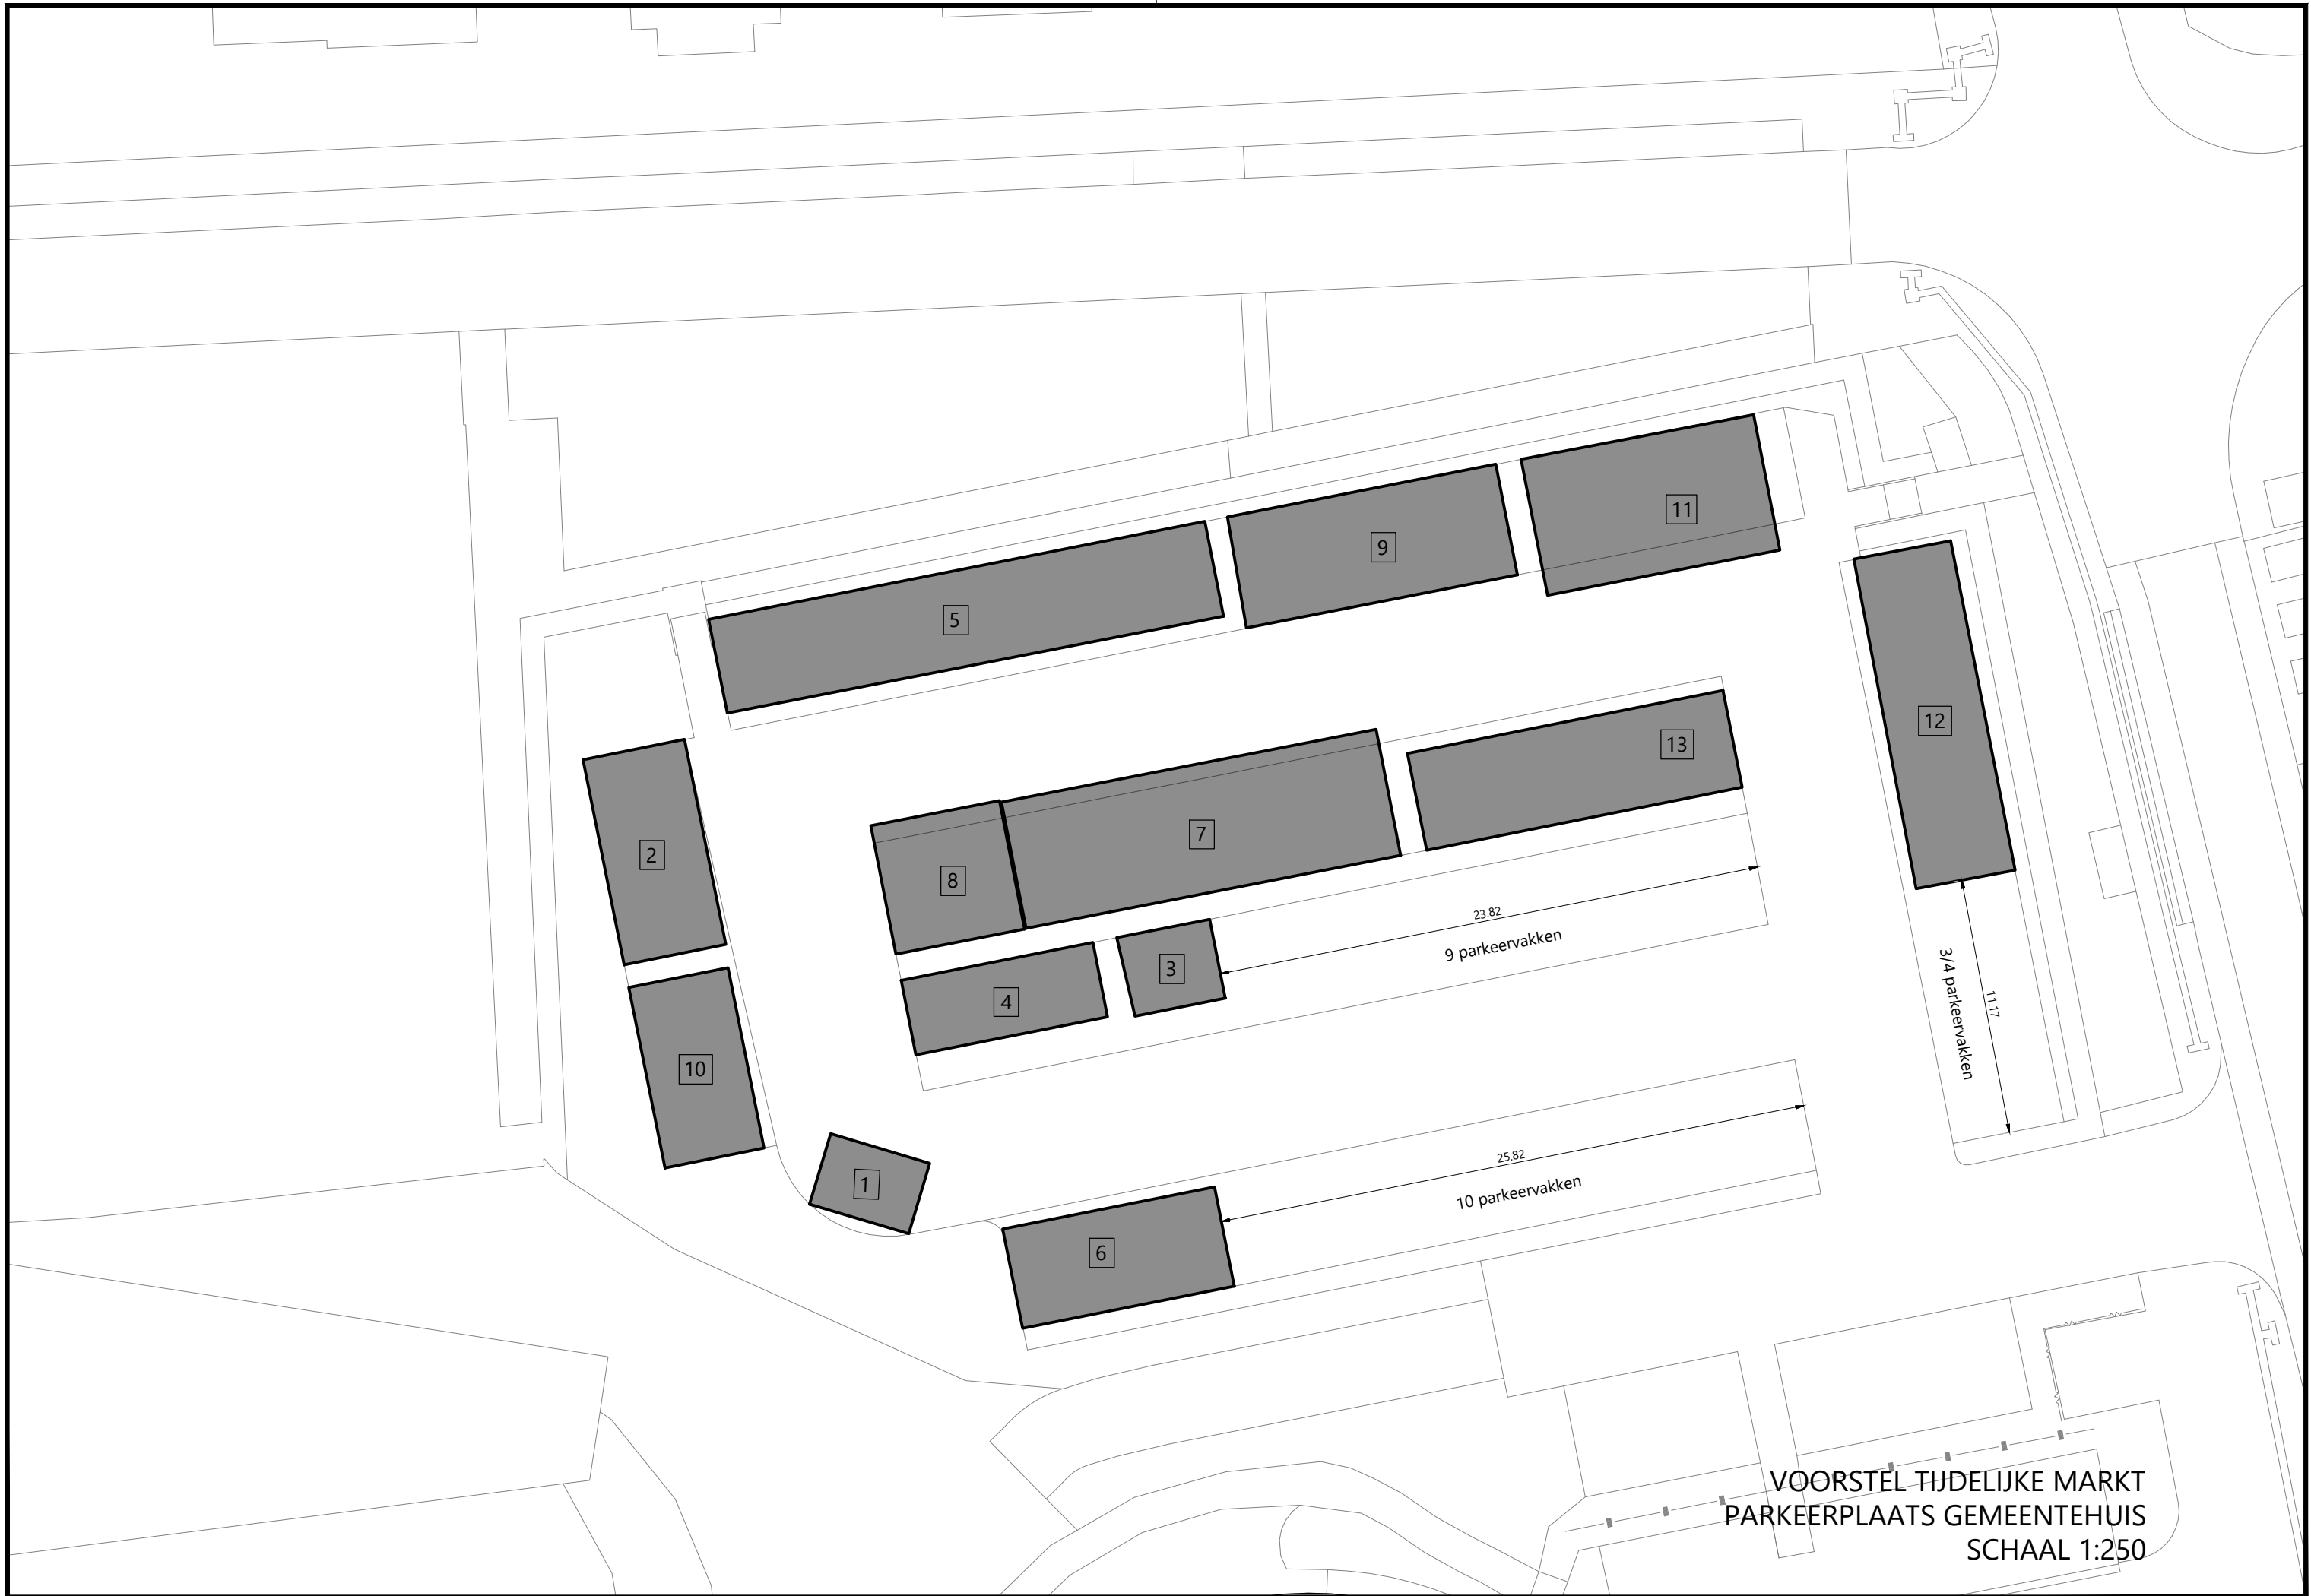 11
9
5
12
13
7
2
8
23.82
9 parkeervakken
3
4
3/4 parkeervakken
11.17
10
1
25.82
10 parkeervakken
6
VOORSTEL TIJDELIJKE MARKT
PARKEERPLAATS GEMEENTEHUIS
SCHAAL 1:250